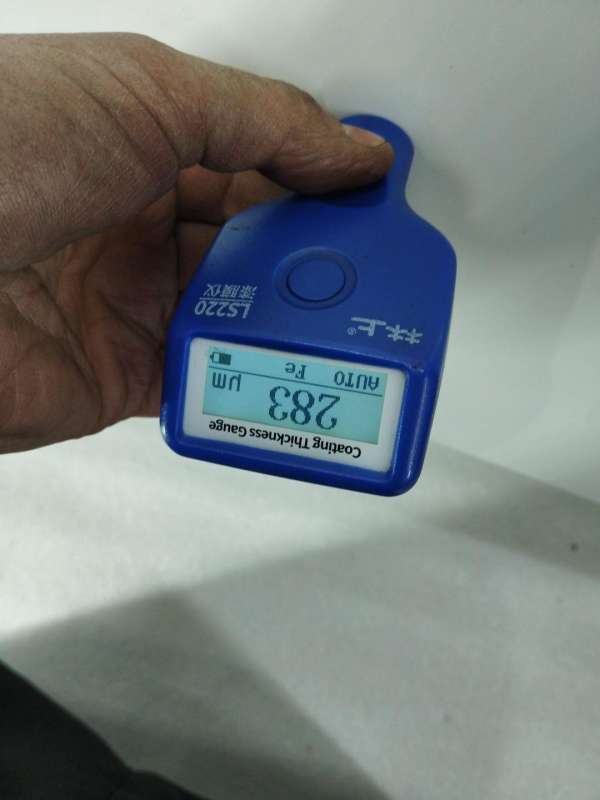 Coating Thickness Gauge
283 μm
AUTO Fe
林上®
LS220
漆膜仪